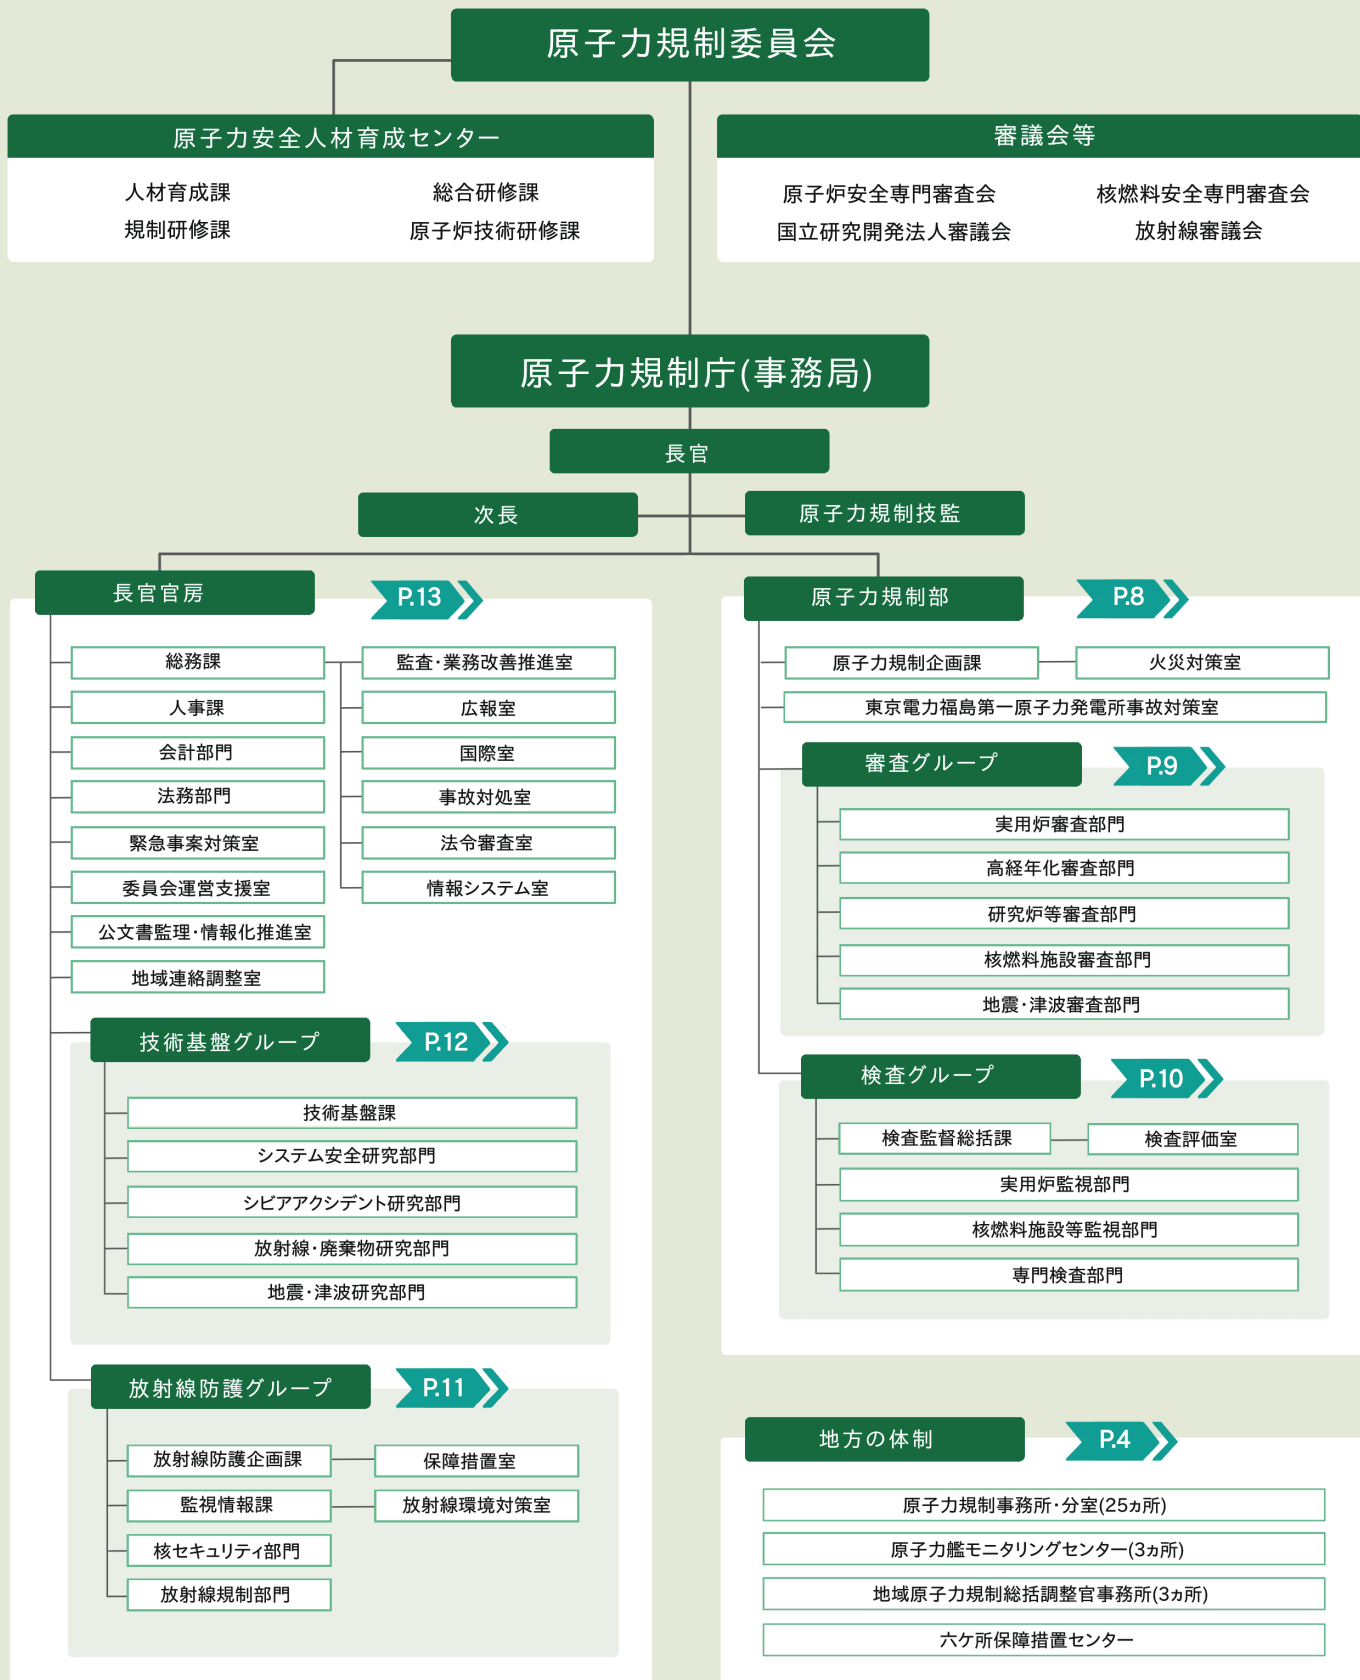 原子力規制委員会
原子力安全人材育成センター
人材育成課
総合研修課
規制研修課
原子炉技術研修課
審議会等
原子炉安全専門審査会
核燃料安全専門審査会
国立研究開発法人審議会
放射線審議会
原子力規制庁(事務局)
長官
次長
原子力規制技監
長官官房
P.13
総務課
監査・業務改善推進室
人事課
広報室
会計部門
国際室
法務部門
事故対処室
緊急事案対策室
法令審査室
委員会運営支援室
情報システム室
公文書監理・情報化推進室
地域連絡調整室
技術基盤グループ
P.12
技術基盤課
システム安全研究部門
シビアアクシデント研究部門
放射線・廃棄物研究部門
地震・津波研究部門
放射線防護グループ
P.11
放射線防護企画課
保障措置室
監視情報課
放射線環境対策室
核セキュリティ部門
放射線規制部門
原子力規制部
P.8
原子力規制企画課
火災対策室
東京電力福島第一原子力発電所事故対策室
審査グループ
P.9
実用炉審査部門
高経年化審査部門
研究炉等審査部門
核燃料施設審査部門
地震・津波審査部門
検査グループ
P.10
検査監督総括課
検査評価室
実用炉監視部門
核燃料施設等監視部門
専門検査部門
地方の体制
P.4
原子力規制事務所・分室(25ヵ所)
原子力艦モニタリングセンター(3ヵ所)
地域原子力規制総括調整官事務所(3ヵ所)
六ケ所保障措置センター